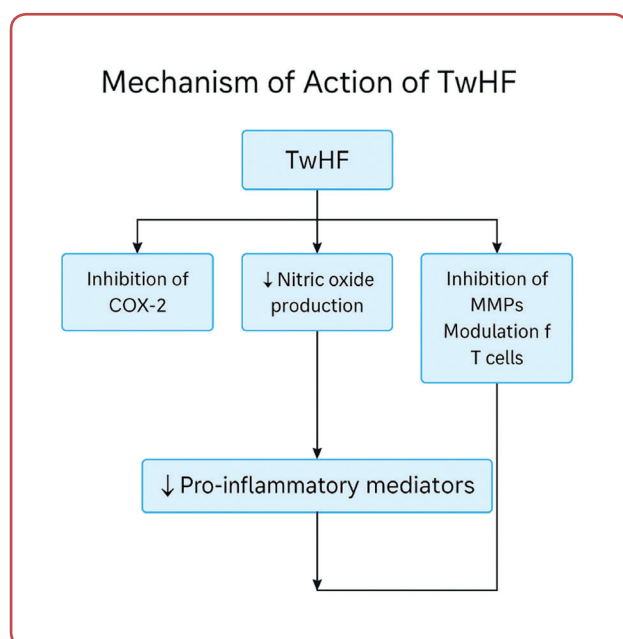 Mechanism of Action of TwHF
TwHF
Inhibition of
COX-2
↓ Nitric oxide
production
Inhibition of
MMPs
Modulation f
T cells
↓ Pro-inflammatory mediators